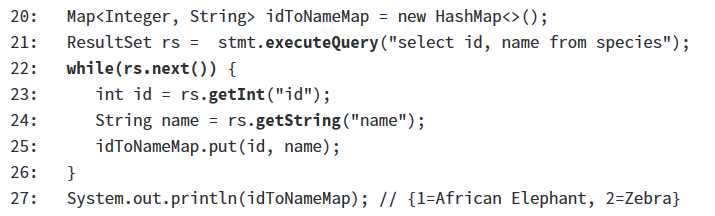 20:   Map<Integer, String> idToNameMap = new HashMap<>();
21:   ResultSet rs =  stmt.executeQuery("select id, name from species");
22:   while(rs.next()) {
23:      int id = rs.getInt("id");
24:      String name = rs.getString("name");
25:      idToNameMap.put(id, name);
26:   }
27:   System.out.println(idToNameMap); // {1=African Elephant, 2=Zebra}